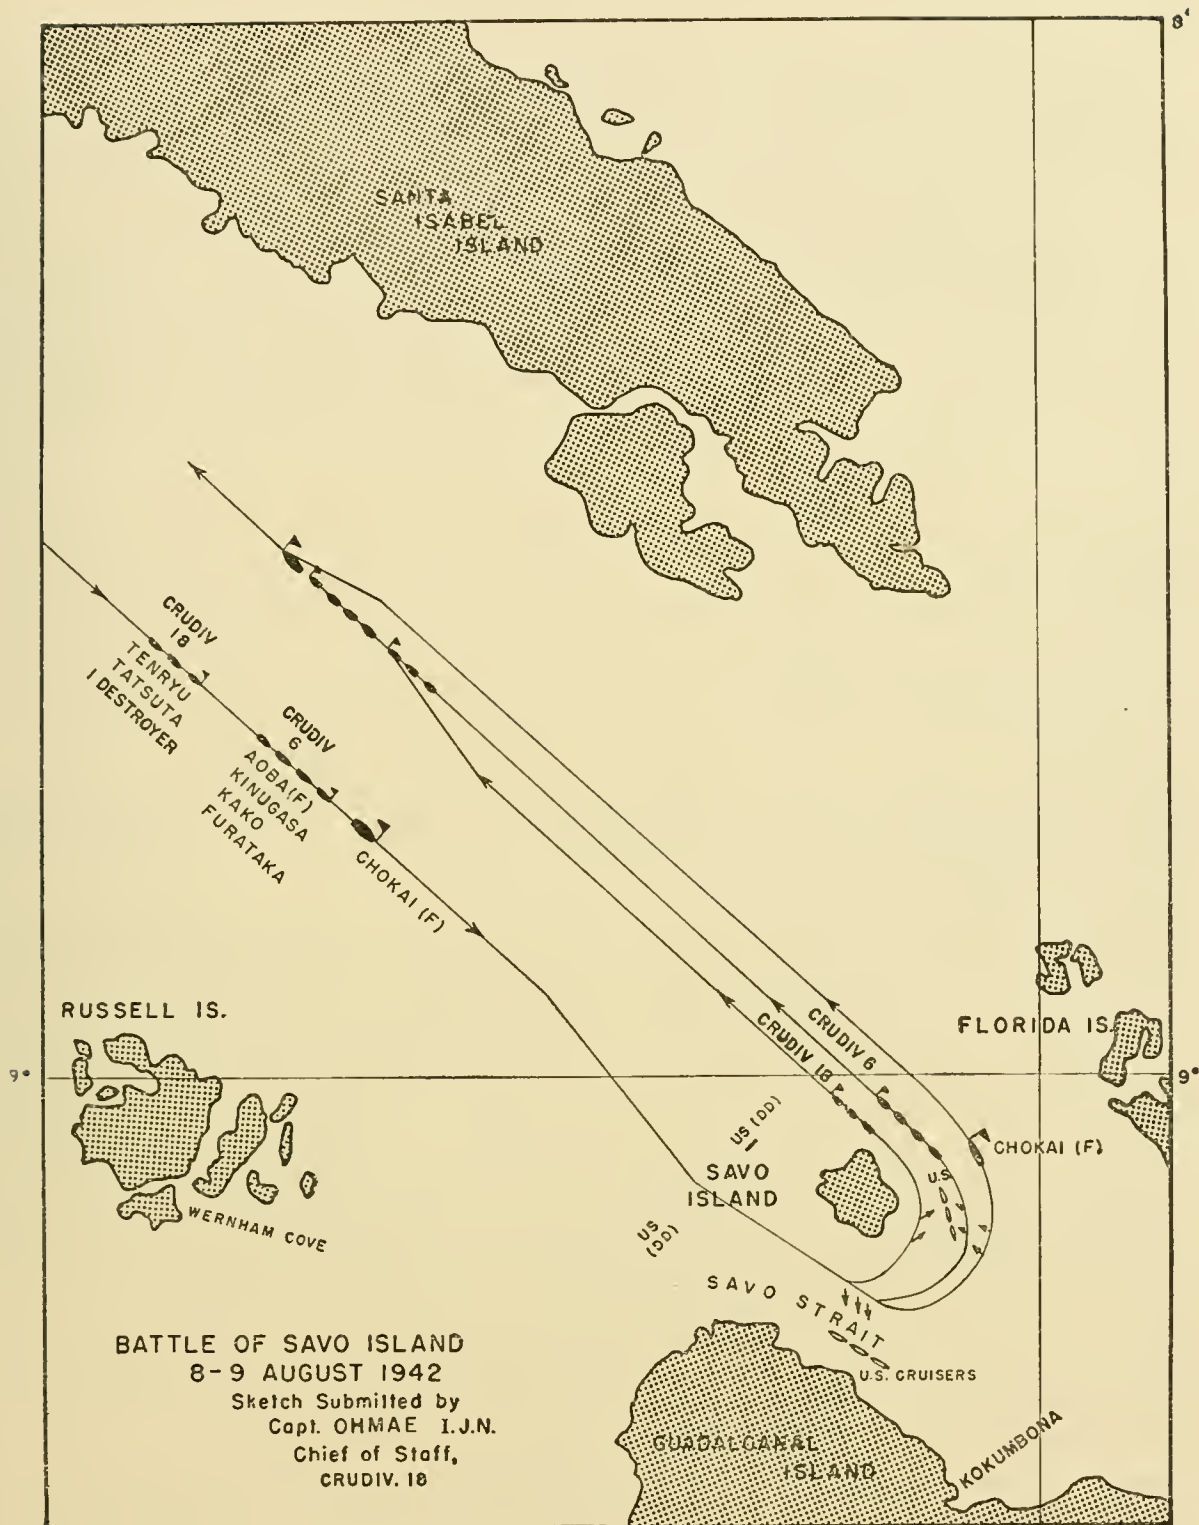 8°
SANTA
ISABEL
ISLAND
CRUDIV
18
TENRYU
TATSUTA
1 DESTROYER
CRUDIV
6
AOBA(F)
KINUGASA
KAKO
FURATAKA
CHOKAI (F)
RUSSELL IS.
FLORIDA IS.
CRUDIV 6
CRUDIV 18
9°
9°
US (DD)
CHOKAI (F)
SAVO
ISLAND
U.S.
WERNHAM COVE
US
(DD)
SAVO STRAIT
U.S. CRUISERS
BATTLE OF SAVO ISLAND
8-9 AUGUST 1942
Sketch Submitted by
Capt. OHMAE I.J.N.
Chief of Staff,
CRUDIV. 18
GUADALCANAL
ISLAND
KOKUMBONA